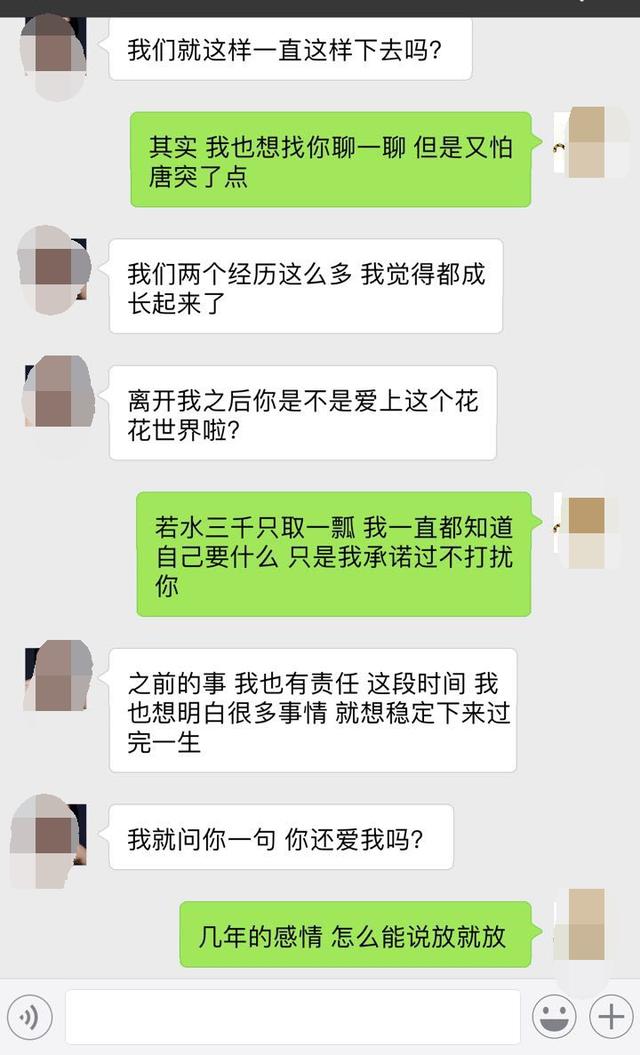 我们就这样一直这样下去吗?
其实 我也想找你聊一聊 但是又怕
唐突了点
我们两个经历这么多 我觉得都成
长起来了
离开我之后你是不是爱上这个花
花世界啦?
若水三千只取一瓢 我一直都知道
自己要什么 只是我承诺过不打扰
你
之前的事 我也有责任 这段时间 我
也想明白很多事情 就想稳定下来过
完一生
我就问你一句 你还爱我吗?
几年的感情 怎么能说放就放